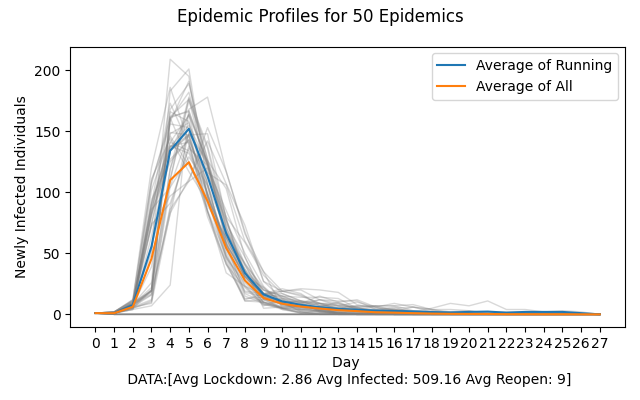 Epidemic Profiles for 50 Epidemics
Average of Running
Average of All
Newly Infected Individuals
200
150
100
50
0
0 1 2 3 4 5 6 7 8 9 10 11 12 13 14 15 16 17 18 19 20 21 22 23 24 25 26 27
Day
DATA:[Avg Lockdown: 2.86 Avg Infected: 509.16 Avg Reopen: 9]